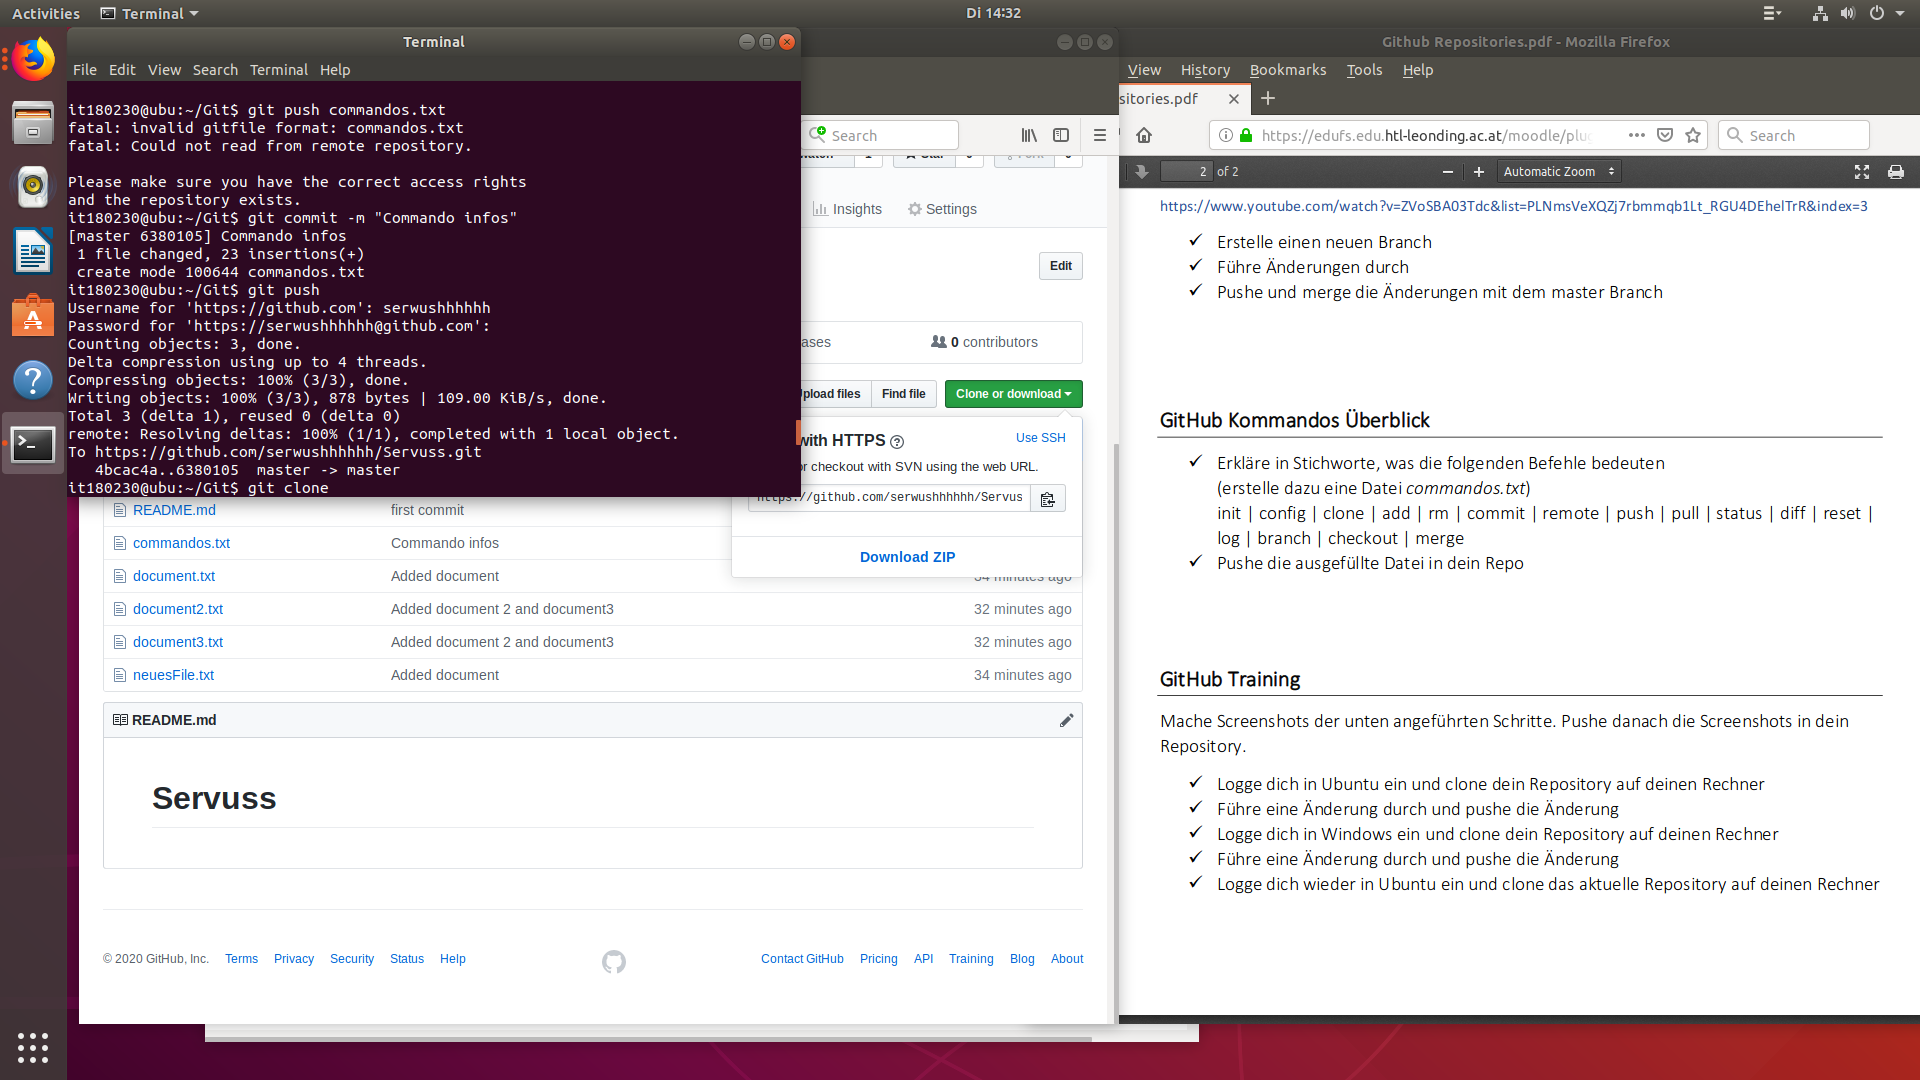 Activities
Terminal
Di 14:32
Terminal
Github Repositories.pdf - Mozilla Firefox
File Edit View Search Terminal Help
it180230@ubu:~/Git$ git push commandos.txt
fatal: invalid gitfile format: commandos.txt
fatal: Could not read from remote repository.
Please make sure you have the correct access rights
and the repository exists.
it180230@ubu:~/Git$ git commit -m "Commando infos"
[master 6380105] Commando infos
1 file changed, 23 insertions(+)
create mode 100644 commandos.txt
it180230@ubu:~/Git$ git push
Username for 'https://github.com': serwushhhhhh
Password for 'https://serwushhhhhh@github.com':
Counting objects: 3, done.
Delta compression using up to 4 threads.
Compressing objects: 100% (3/3), done.
Writing objects: 100% (3/3), 878 bytes | 109.00 KiB/s, done.
Total 3 (delta 1), reused 0 (delta 0)
remote: Resolving deltas: 100% (1/1), completed with 1 local object.
To https://github.com/serwushhhhhh/Servuss.git
4bcac4a..6380105 master -> master
it180230@ubu:~/Git$ git clone
Search
Insights
Settings
Edit
ases
0 contributors
Upload files
Find file
Clone or download
with HTTPS
Use SSH
or checkout with SVN using the web URL.
https://github.com/serwushhhhhh/Servus
Download ZIP
README.md first commit
commandos.txt Commando infos
document.txt Added document 34 minutes ago
document2.txt Added document 2 and document3 32 minutes ago
document3.txt Added document 2 and document3 32 minutes ago
neuesFile.txt Added document 34 minutes ago
README.md
Servuss
© 2020 GitHub, Inc. Terms Privacy Security Status Help
Contact GitHub Pricing API Training Blog About
View History Bookmarks Tools Help
sitories.pdf
https://edufs.edu.htl-leonding.ac.at/moodle/plu
Search
2 of 2
Automatic Zoom
https://www.youtube.com/watch?v=ZVoSBA03Tdc&list=PLNmsVeXQZj7rbmmqb1Lt_RGU4DEhelTrR&index=3
✓ Erstelle einen neuen Branch
✓ Führe Änderungen durch
✓ Pushe und merge die Änderungen mit dem master Branch
GitHub Kommandos Überblick
✓ Erkläre in Stichworte, was die folgenden Befehle bedeuten
(erstelle dazu eine Datei commandos.txt)
init | config | clone | add | rm | commit | remote | push | pull | status | diff | reset |
log | branch | checkout | merge
✓ Pushe die ausgefüllte Datei in dein Repo
GitHub Training
Mache Screenshots der unten angeführten Schritte. Pushe danach die Screenshots in dein
Repository.
✓ Logge dich in Ubuntu ein und clone dein Repository auf deinen Rechner
✓ Führe eine Änderung durch und pushe die Änderung
✓ Logge dich in Windows ein und clone dein Repository auf deinen Rechner
✓ Führe eine Änderung durch und pushe die Änderung
✓ Logge dich wieder in Ubuntu ein und clone das aktuelle Repository auf deinen Rechner